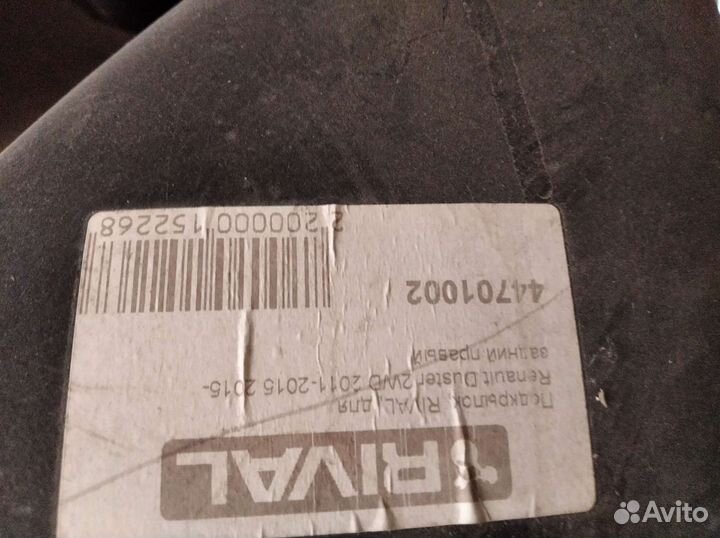 RIVAL
Подкрылок, RIVAL, для
Renault Duster 2WD 2011-2015 2015-
задний правый
44701002
2 200000 152268
Avito